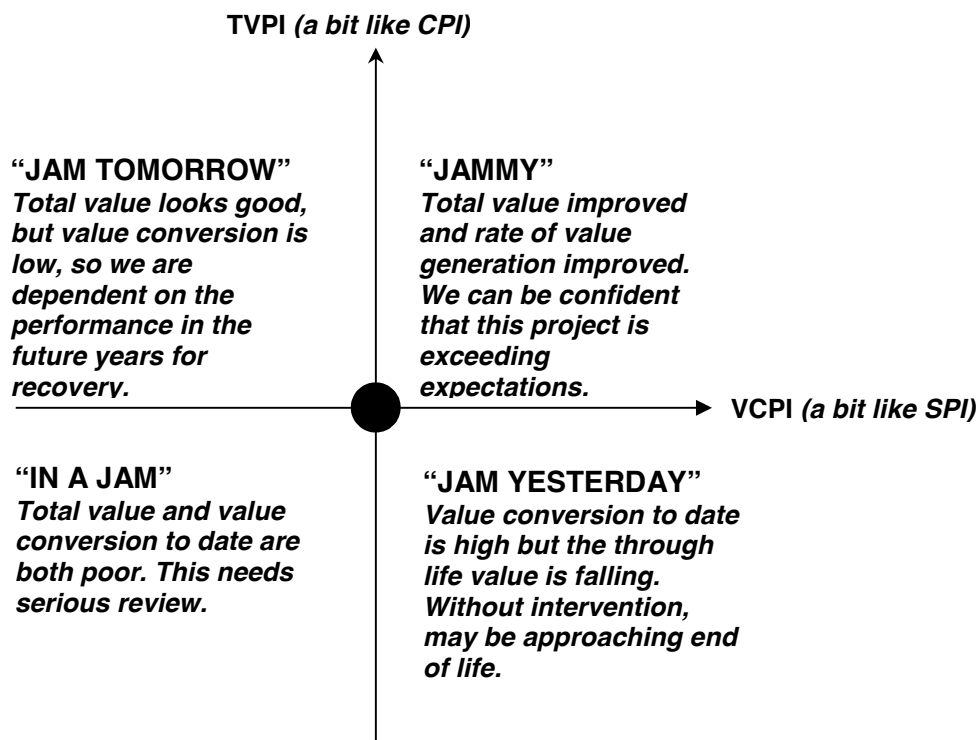 TVPI (a bit like CPI)
“JAM TOMORROW”
Total value looks good,
but value conversion is
low, so we are
dependent on the
performance in the
future years for
recovery.
“JAMMY”
Total value improved
and rate of value
generation improved.
We can be confident
that this project is
exceeding
expectations.
VCPI (a bit like SPI)
“IN A JAM”
Total value and value
conversion to date are
both poor. This needs
serious review.
“JAM YESTERDAY”
Value conversion to date
is high but the through
life value is falling.
Without intervention,
may be approaching end
of life.